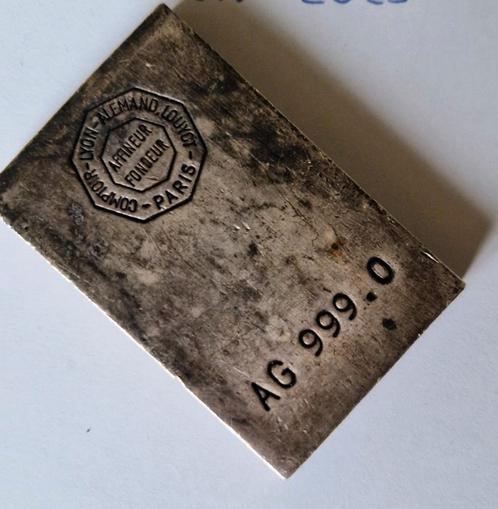 COMPTOIR-LYON-ALEMAND, LOUYOT-
-PARIS-
AFFINEUR
FONDEUR
AG 999.0